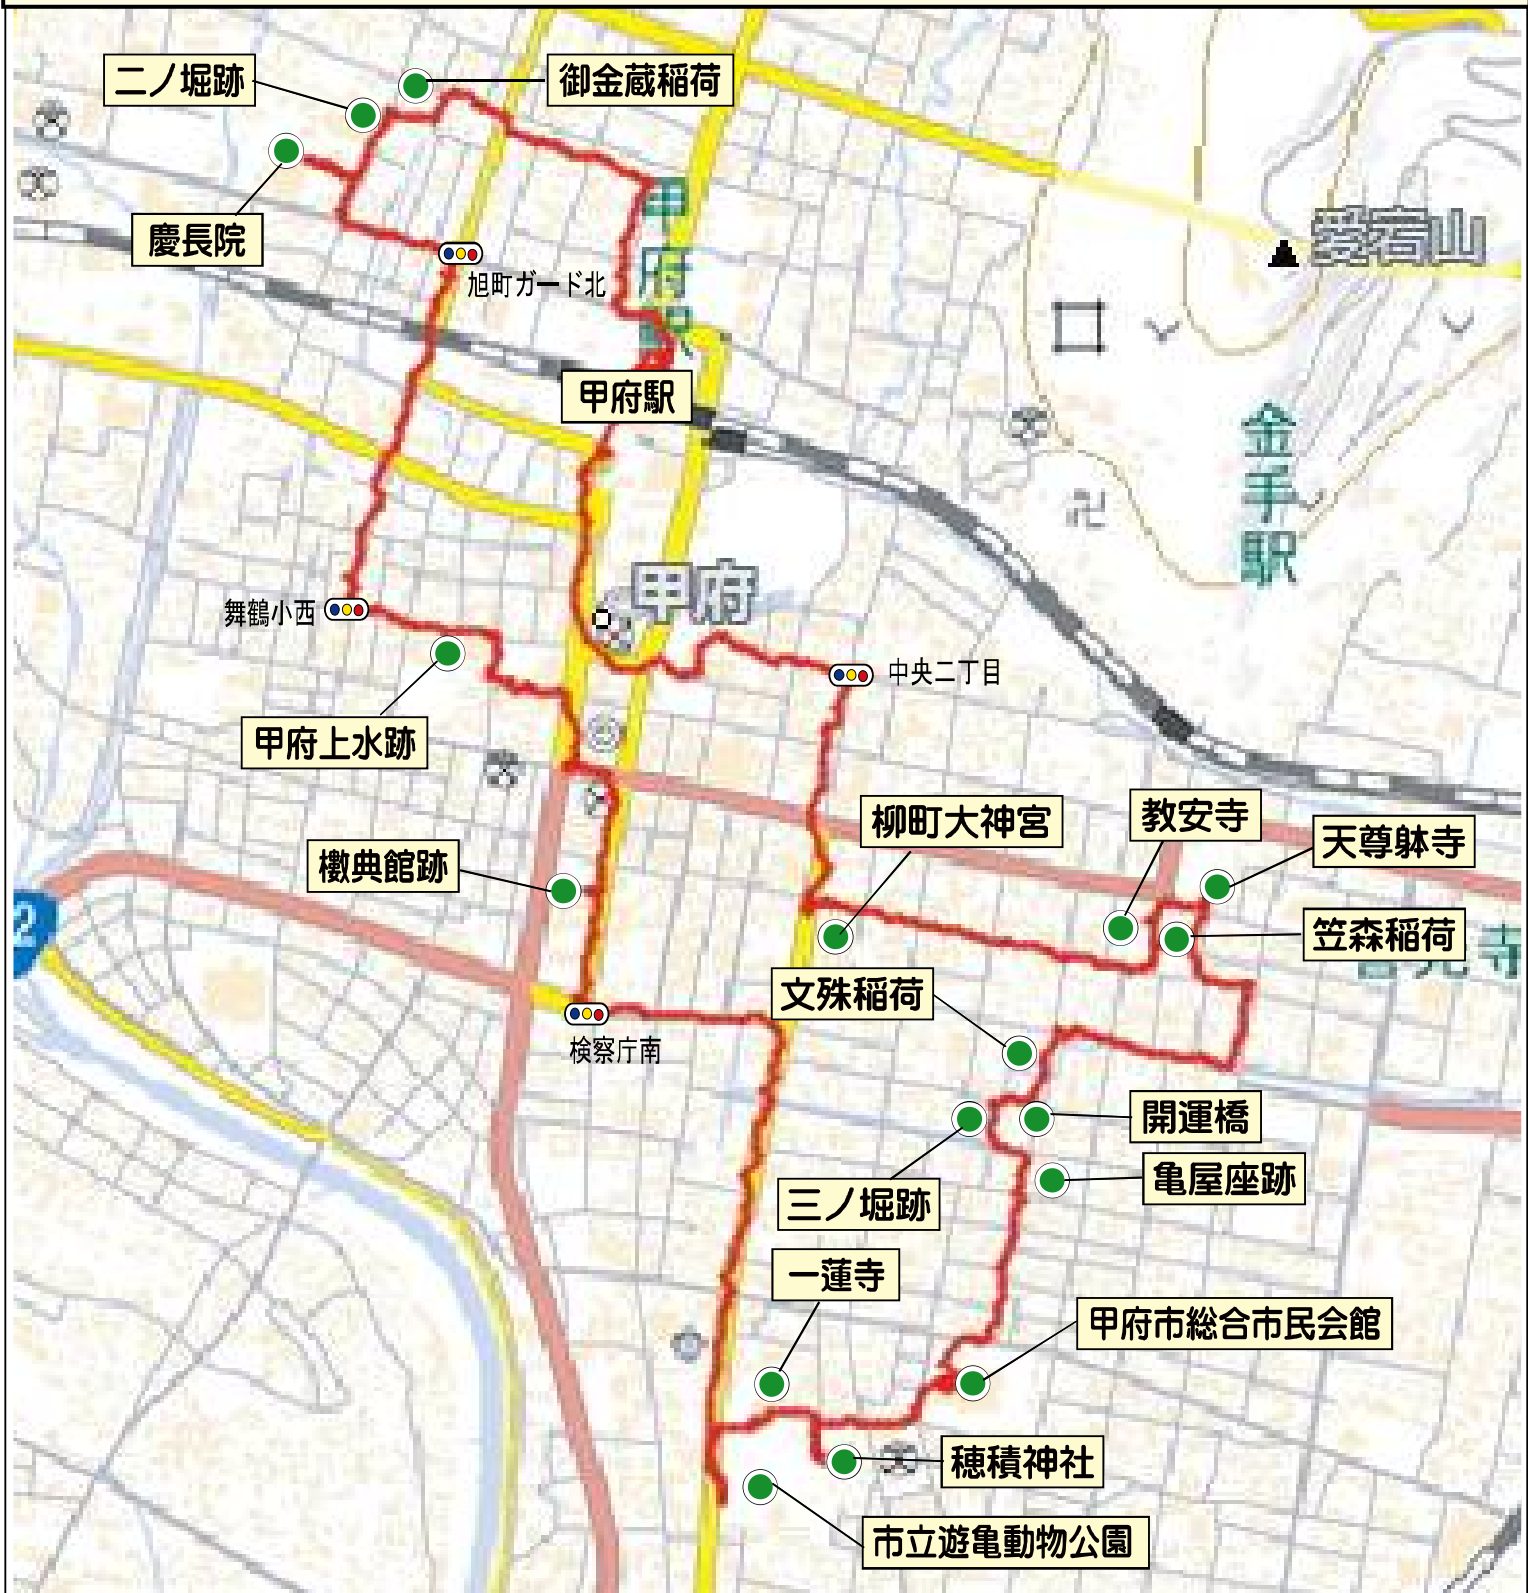 二ノ堀跡
御金蔵稲荷
慶長院
旭町ガード北
愛宕山
甲府駅
甲府駅
金手駅
甲府
舞鶴小西
中央二丁目
甲府上水跡
柳町大神宮
教安寺
天尊躰寺
徽典館跡
笠森稲荷
2
寺
文殊稲荷
検察庁南
開運橋
亀屋座跡
三ノ堀跡
一蓮寺
甲府市総合市民会館
穂積神社
市立遊亀動物公園